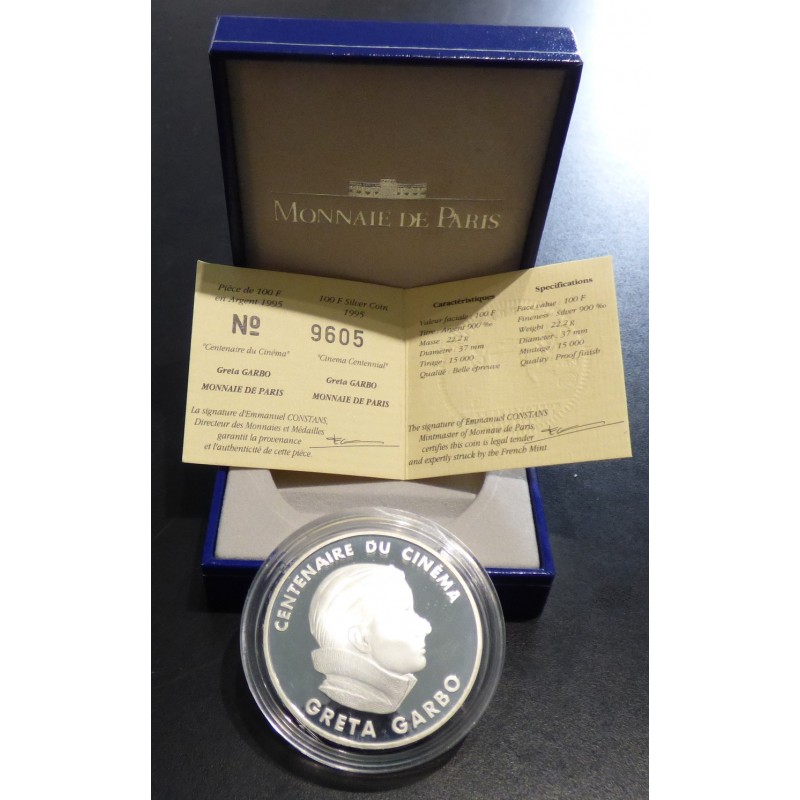 MONNAIE DE PARIS
Pièce de 100 F
en Argent 1995
Nº
"Centenaire du Cinéma"
Greta GARBO
MONNAIE DE PARIS
100 F Silver Coin
1995
9605
"Cinema Centennial"
Greta GARBO
MONNAIE DE PARIS
La signature d'Emmanuel CONSTANS,
Directeur des Monnaies et Médailles
garantit la provenance
et l'authenticité de cette pièce.
Caractéristiques
Valeur faciale : 100 F
Titre : Argent 900 ‰
Masse : 22,2 g
Diamètre : 37 mm
Tirage : 15 000
Qualité : Belle épreuve
Specifications
Face value : 100 F
Fineness : Silver 900 ‰
Weight : 22.2 g
Diameter : 37 mm
Mintage : 15 000
Quality : Proof finish
The signature of Emmanuel CONSTANS
Mintmaster of Monnaie de Paris,
certifies this coin is legal tender
and expertly struck by the French Mint
CENTENAIRE DU CINÉMA
GRETA GARBO